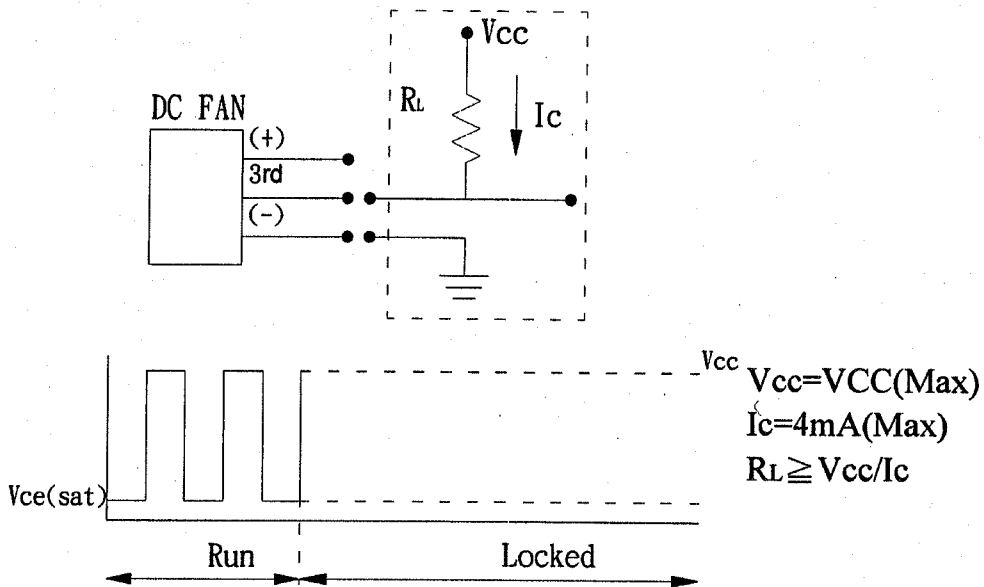 Vcc
DC FAN
RL
Ic
(+)
3rd
(-)
Vcc
Vcc=VCC(Max)
Ic=4mA(Max)
RL≧Vcc/Ic
Vce(sat)
Run
Locked